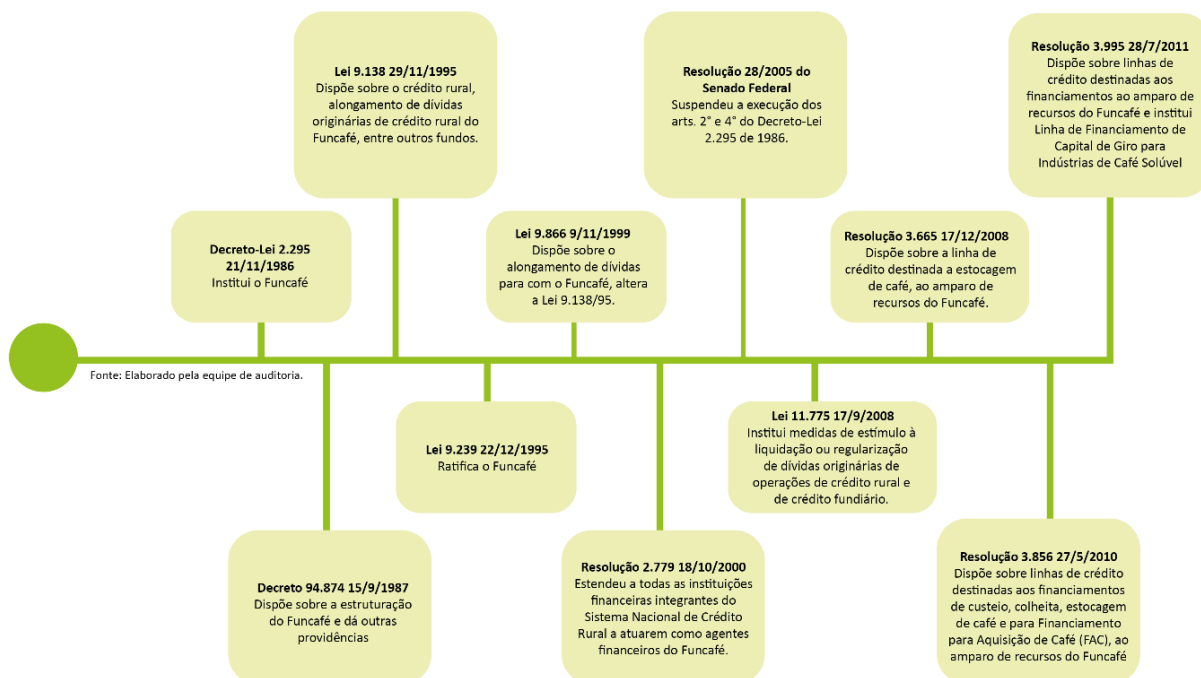 Lei 9.138 29/11/1995
Dispõe sobre o crédito rural,
alongamento de dívidas
originárias de crédito rural do
Funcafé, entre outros fundos.
Resolução 28/2005 do
Senado Federal
Suspendeu a execução dos
arts. 2° e 4° do Decreto-Lei
2.295 de 1986.
Resolução 3.995 28/7/2011
Dispõe sobre linhas de
crédito destinadas aos
financiamentos ao amparo de
recursos do Funcafé e institui
Linha de Financiamento de
Capital de Giro para
Indústrias de Café Solúvel
Decreto-Lei 2.295
21/11/1986
Institui o Funcafé
Lei 9.866 9/11/1999
Dispõe sobre o
alongamento de dívidas
para com o Funcafé, altera
a Lei 9.138/95.
Resolução 3.665 17/12/2008
Dispõe sobre a linha de
crédito destinada a estocagem
de café, ao amparo de
recursos do Funcafé.
Fonte: Elaborado pela equipe de auditoria.
Lei 9.239 22/12/1995
Ratifica o Funcafé
Lei 11.775 17/9/2008
Institui medidas de estímulo à
liquidação ou regularização
de dívidas originárias de
operações de crédito rural e
de crédito fundiário.
Decreto 94.874 15/9/1987
Dispõe sobre a estruturação
do Funcafé e dá outras
providências
Resolução 2.779 18/10/2000
Estendeu a todas as instituições
financeiras integrantes do
Sistema Nacional de Crédito
Rural a atuarem como agentes
financeiros do Funcafé.
Resolução 3.856 27/5/2010
Dispõe sobre linhas de crédito
destinadas aos financiamentos
de custeio, colheita, estocagem
de café e para Financiamento
para Aquisição de Café (FAC), ao
amparo de recursos do Funcafé